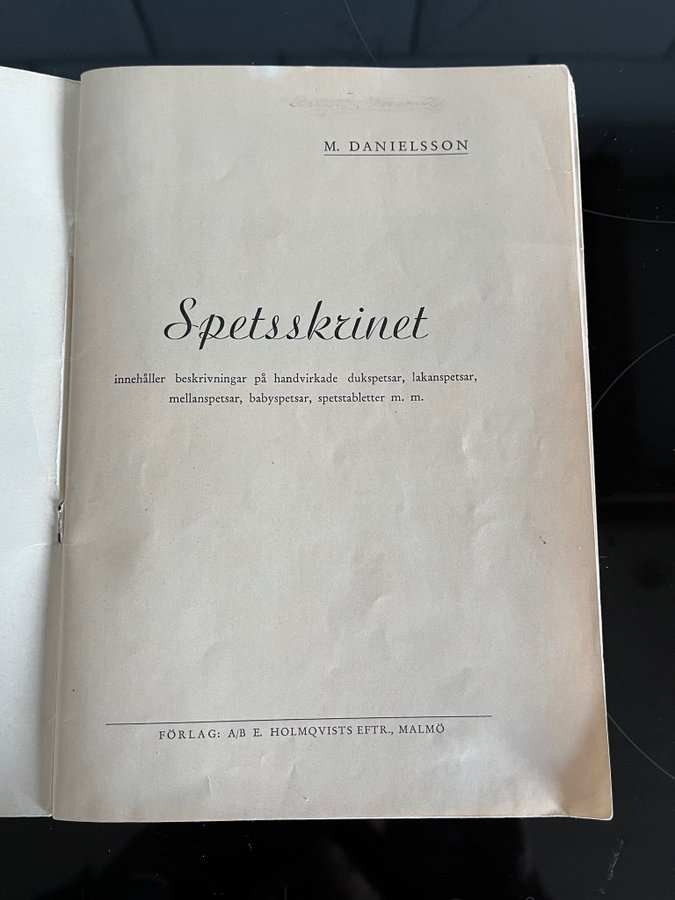 M. DANIELSSON
Spetsskrinet
innehåller beskrivningar på handvirkade dukspetsar, lakanspetsar,
mellanspetsar, babyspetsar, spetstabletter m. m.
FÖRLAG: A/B E. HOLMQVISTS EFTR., MALMÖ